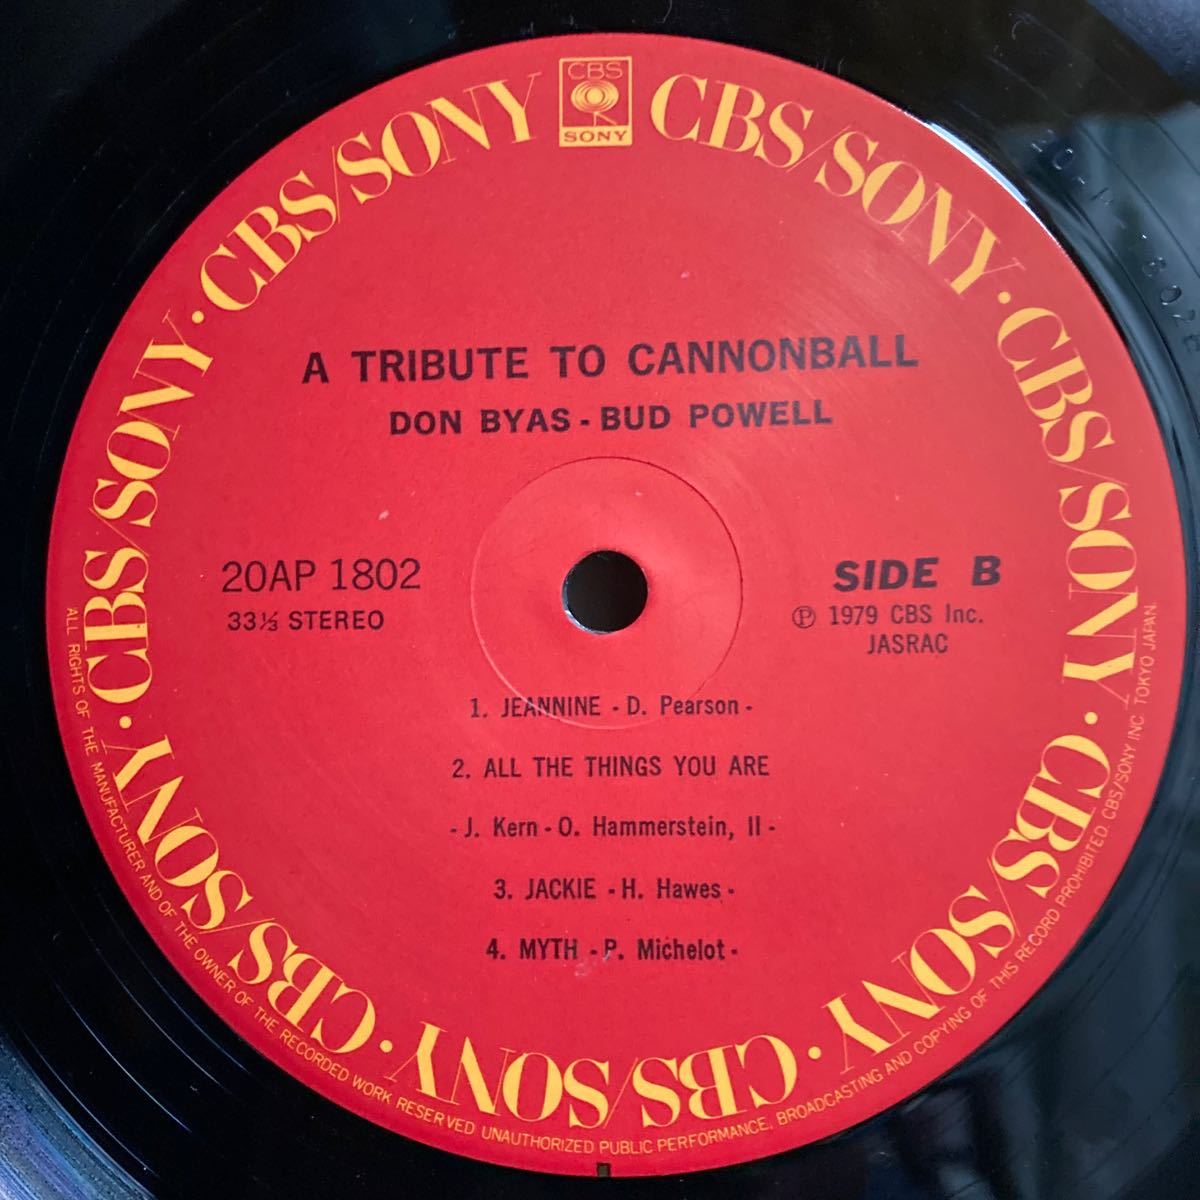 CBS
SONY
CBS/SONY · CBS/SONY · CBS/SONY · CBS/SONY · CBS/SONY · CBS/SONY · CBS/SONY · CBS/SONY · CBS/SONY
A TRIBUTE TO CANNONBALL
DON BYAS - BUD POWELL
20AP 1802
33⅓ STEREO
SIDE B
Ⓟ 1979 CBS Inc.
JASRAC
1. JEANNINE - D. Pearson -
2. ALL THE THINGS YOU ARE
- J. Kern - O. Hammerstein, II -
3. JACKIE - H. Hawes -
4. MYTH - P. Michelot -
ALL RIGHTS OF THE MANUFACTURER AND OF THE OWNER OF THE RECORDED WORK RESERVED UNAUTHORIZED PUBLIC PERFORMANCE, BROADCASTING AND COPYING OF THIS RECORD PROHIBITED. CBS/SONY INC. TOKYO JAPAN.